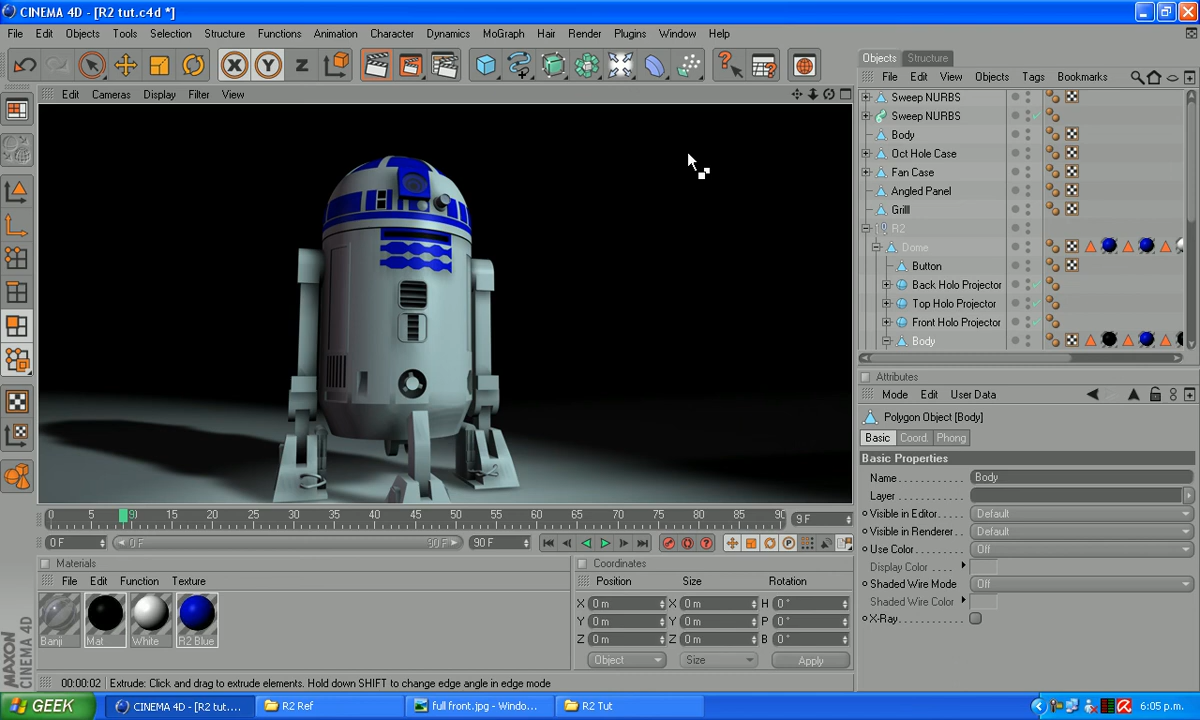 CINEMA 4D - [R2 tut.c4d *]
File Edit Objects Tools Selection Structure Functions Animation Character Dynamics MoGraph Hair Render Plugins Window Help
X Y Z
Edit Cameras Display Filter View
Objects Structure
File Edit View Objects Tags Bookmarks
Sweep NURBS
Sweep NURBS
Body
Oct Hole Case
Fan Case
Angled Panel
Grill
R2
Dome
Button
Back Holo Projector
Top Holo Projector
Front Holo Projector
Body
Attributes
Mode Edit User Data
Polygon Object [Body]
Basic Coord. Phong
Basic Properties
Name Body
Layer
Visible in Editor Default
Visible in Renderer Default
Use Color Off
Display Color
Shaded Wire Mode Off
Shaded Wire Color
X-Ray
0 5 9 15 20 25 30 35 40 45 50 55 60 65 70 75 80 85 90 9 F
0 F 0 F 90 F 90 F
Materials
File Edit Function Texture
Banji Mat White R2 Blue
Coordinates
Position Size Rotation
X 0 m X 0 m H 0 °
Y 0 m Y 0 m P 0 °
Z 0 m Z 0 m B 0 °
Object Size Apply
MAXON
CINEMA 4D
00:00:02 Extrude: Click and drag to extrude elements. Hold down SHIFT to change edge angle in edge mode
GEEK CINEMA 4D - [R2 tut.... R2 Ref full front.jpg - Windo... R2 Tut 6:05 p.m.